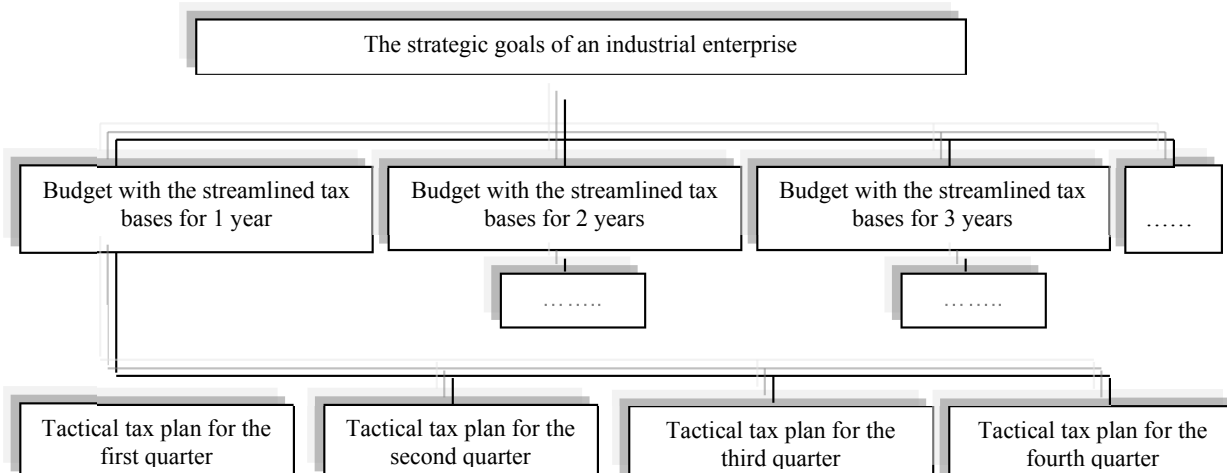 The strategic goals of an industrial enterprise
Budget with the streamlined tax
bases for 1 year
Budget with the streamlined tax
bases for 2 years
Budget with the streamlined tax
bases for 3 years
……
……..
……..
Tactical tax plan for the
first quarter
Tactical tax plan for the
second quarter
Tactical tax plan for the
third quarter
Tactical tax plan for the
fourth quarter